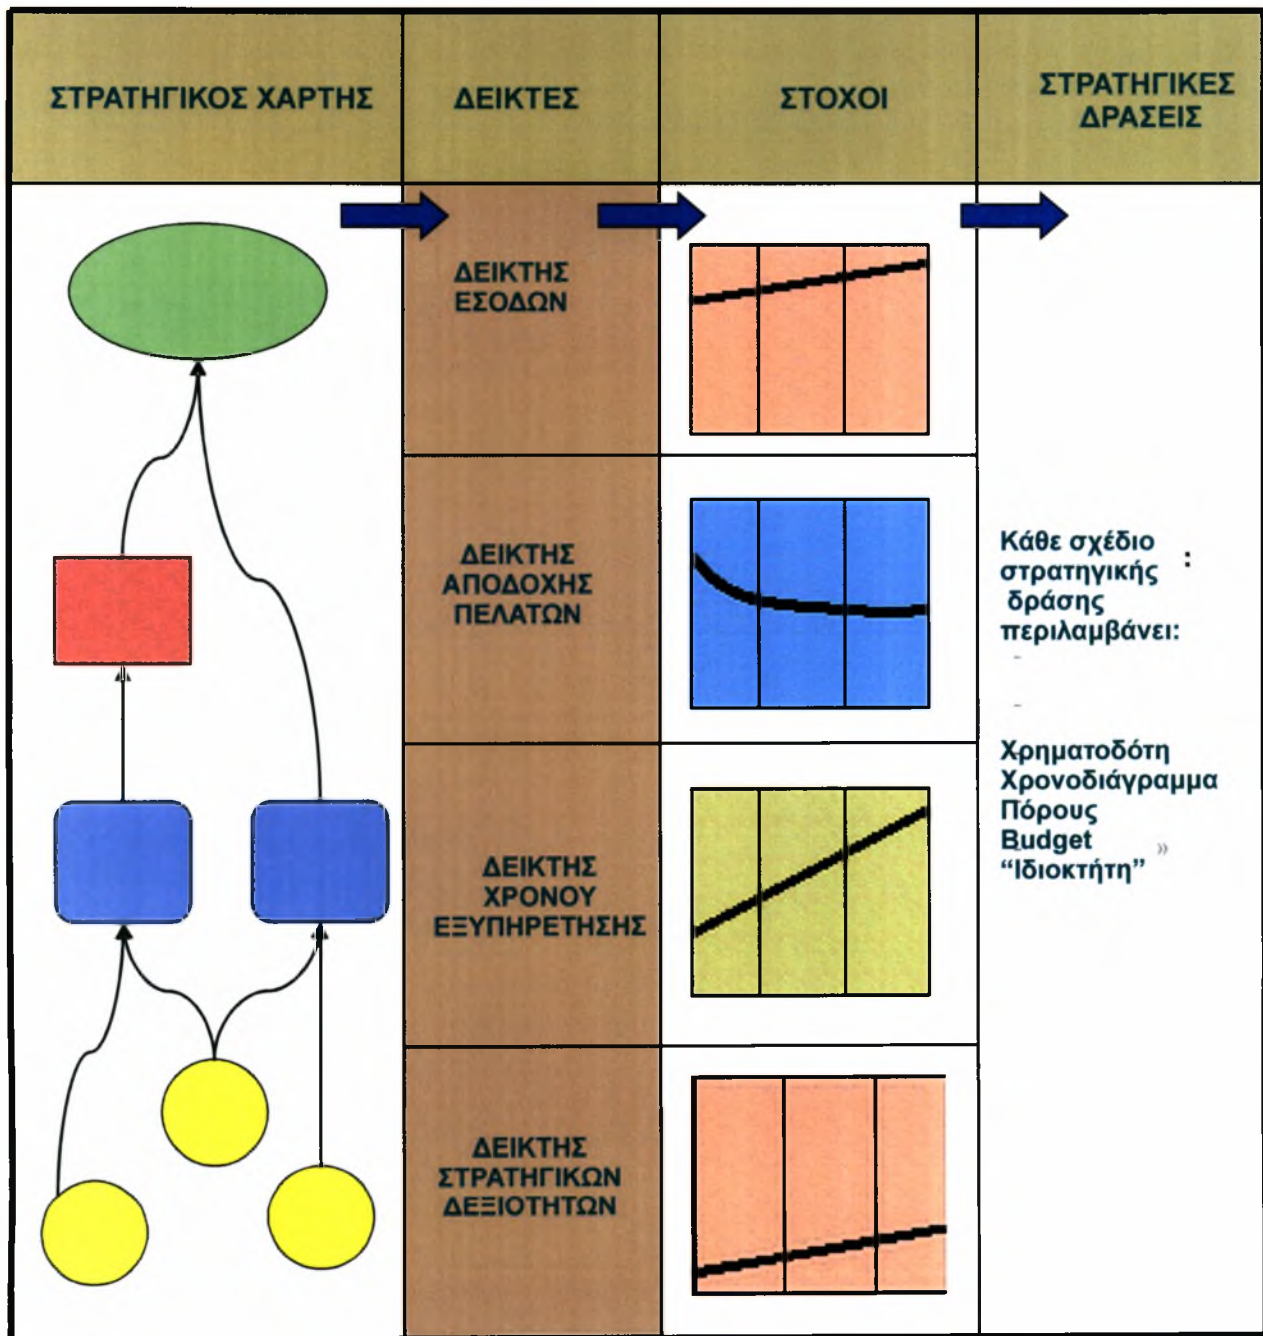 ΣΤΡΑΤΗΓΙΚΟΣ ΧΑΡΤΗΣ
ΔΕΙΚΤΕΣ
ΣΤΟΧΟΙ
ΣΤΡΑΤΗΓΙΚΕΣ
ΔΡΑΣΕΙΣ
ΔΕΙΚΤΗΣ
ΕΣΟΔΩΝ
ΔΕΙΚΤΗΣ
ΑΠΟΔΟΧΗΣ
ΠΕΛΑΤΩΝ
ΔΕΙΚΤΗΣ
ΧΡΟΝΟΥ
ΕΞΥΠΗΡΕΤΗΣΗΣ
ΔΕΙΚΤΗΣ
ΣΤΡΑΤΗΓΙΚΩΝ
ΔΕΞΙΟΤΗΤΩΝ
Κάθε σχέδιο
στρατηγικής :
δράσης
περιλαμβάνει:
Χρηματοδότη
Χρονοδιάγραμμα
Πόρους
Budget »
“Ιδιοκτήτη”